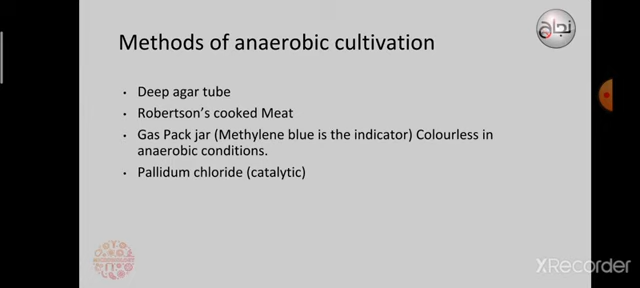 نجاح
Methods of anaerobic cultivation
• Deep agar tube
• Robertson's cooked Meat
• Gas Pack jar (Methylene blue is the indicator) Colourless in
anaerobic conditions.
• Pallidum chloride (catalytic)
XRecorder